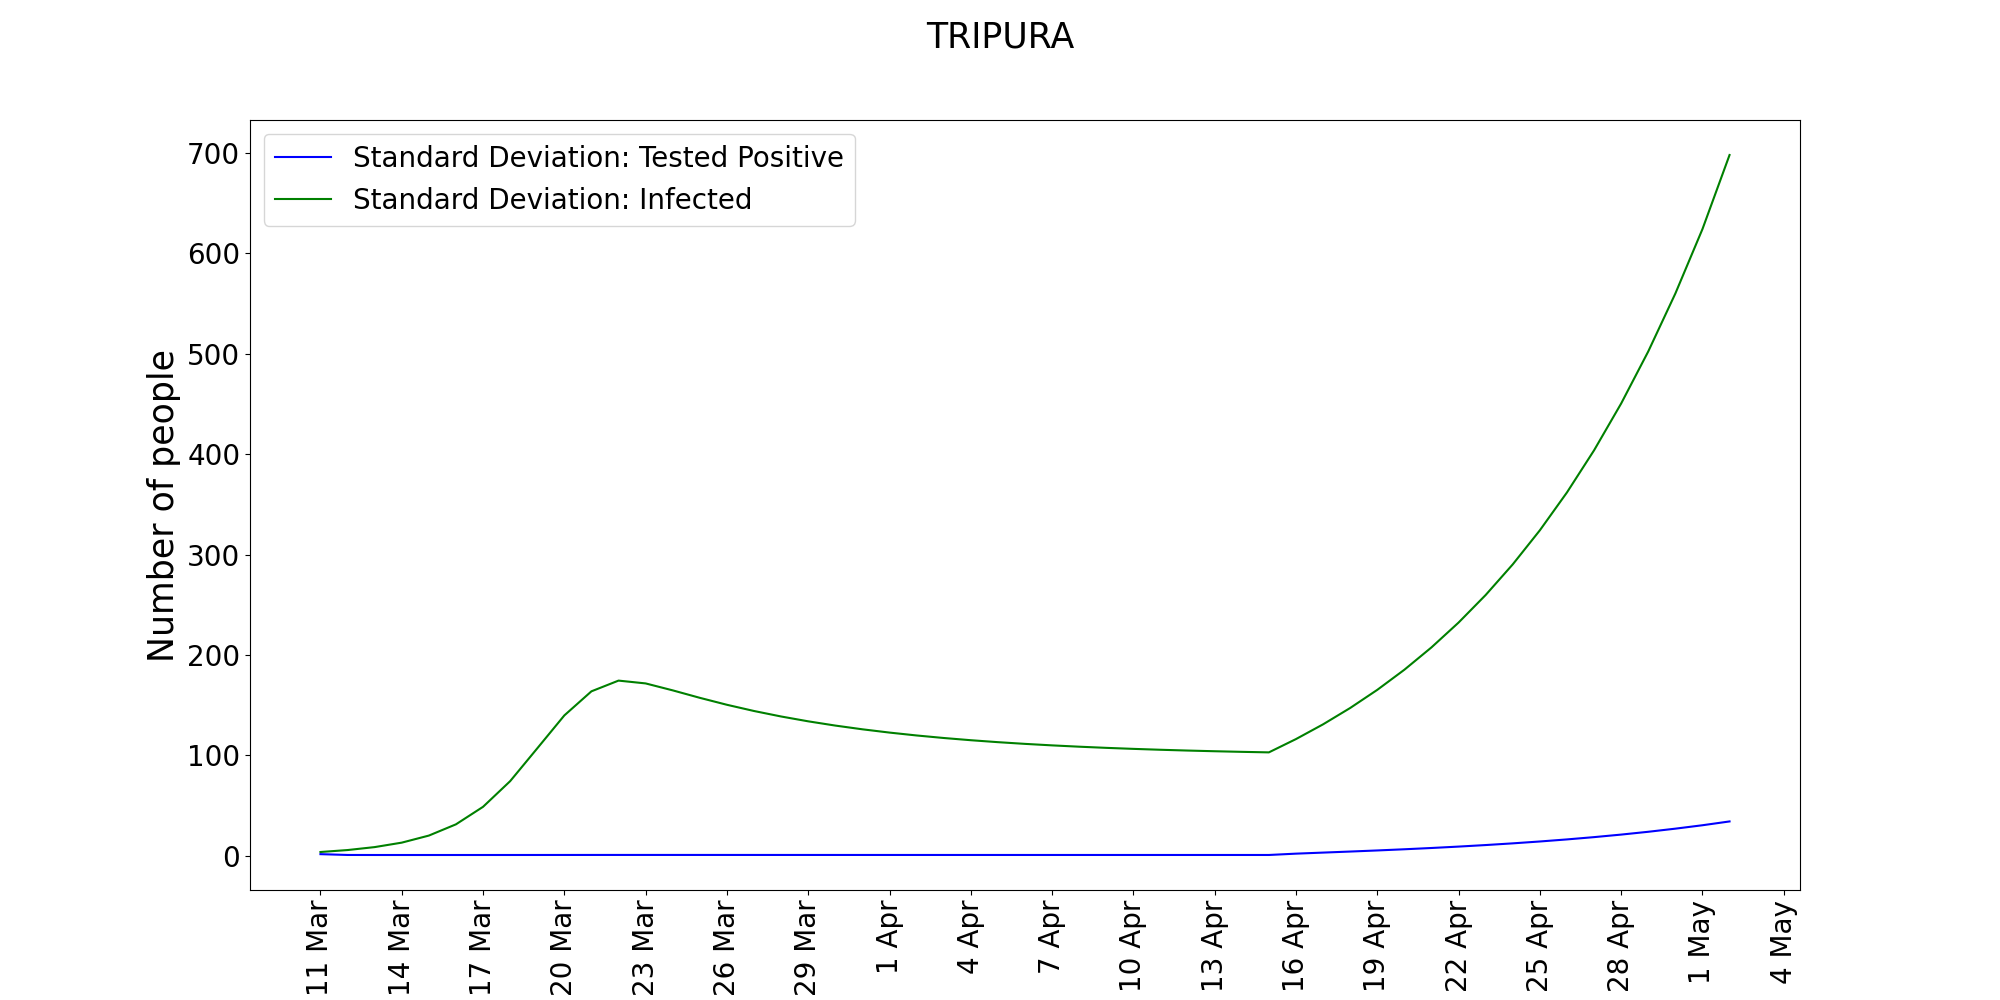 TRIPURA
Standard Deviation: Tested Positive
Standard Deviation: Infected
Number of people
700
600
500
400
300
200
100
0
11 Mar
14 Mar
17 Mar
20 Mar
23 Mar
26 Mar
29 Mar
1 Apr
4 Apr
7 Apr
10 Apr
13 Apr
16 Apr
19 Apr
22 Apr
25 Apr
28 Apr
1 May
4 May